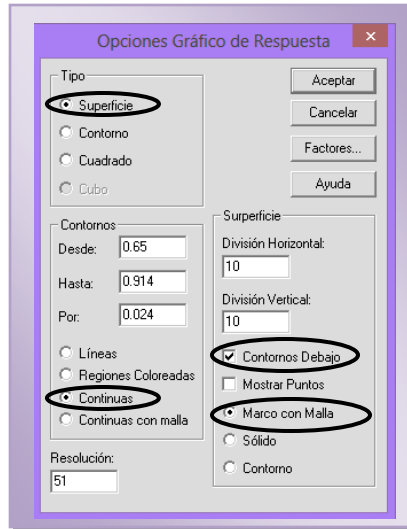 Opciones Gráfico de Respuesta
Tipo
Superficie
Contorno
Cuadrado
Cubo
Aceptar
Cancelar
Factores...
Ayuda
Contornos
Desde: 0.65
Hasta: 0.914
Por: 0.024
Líneas
Regiones Coloreadas
Continuas
Continuas con malla
Resolución:
51
Surperficie
División Horizontal:
10
División Vertical:
10
Contornos Debajo
Mostrar Puntos
Marco con Malla
Sólido
Contorno